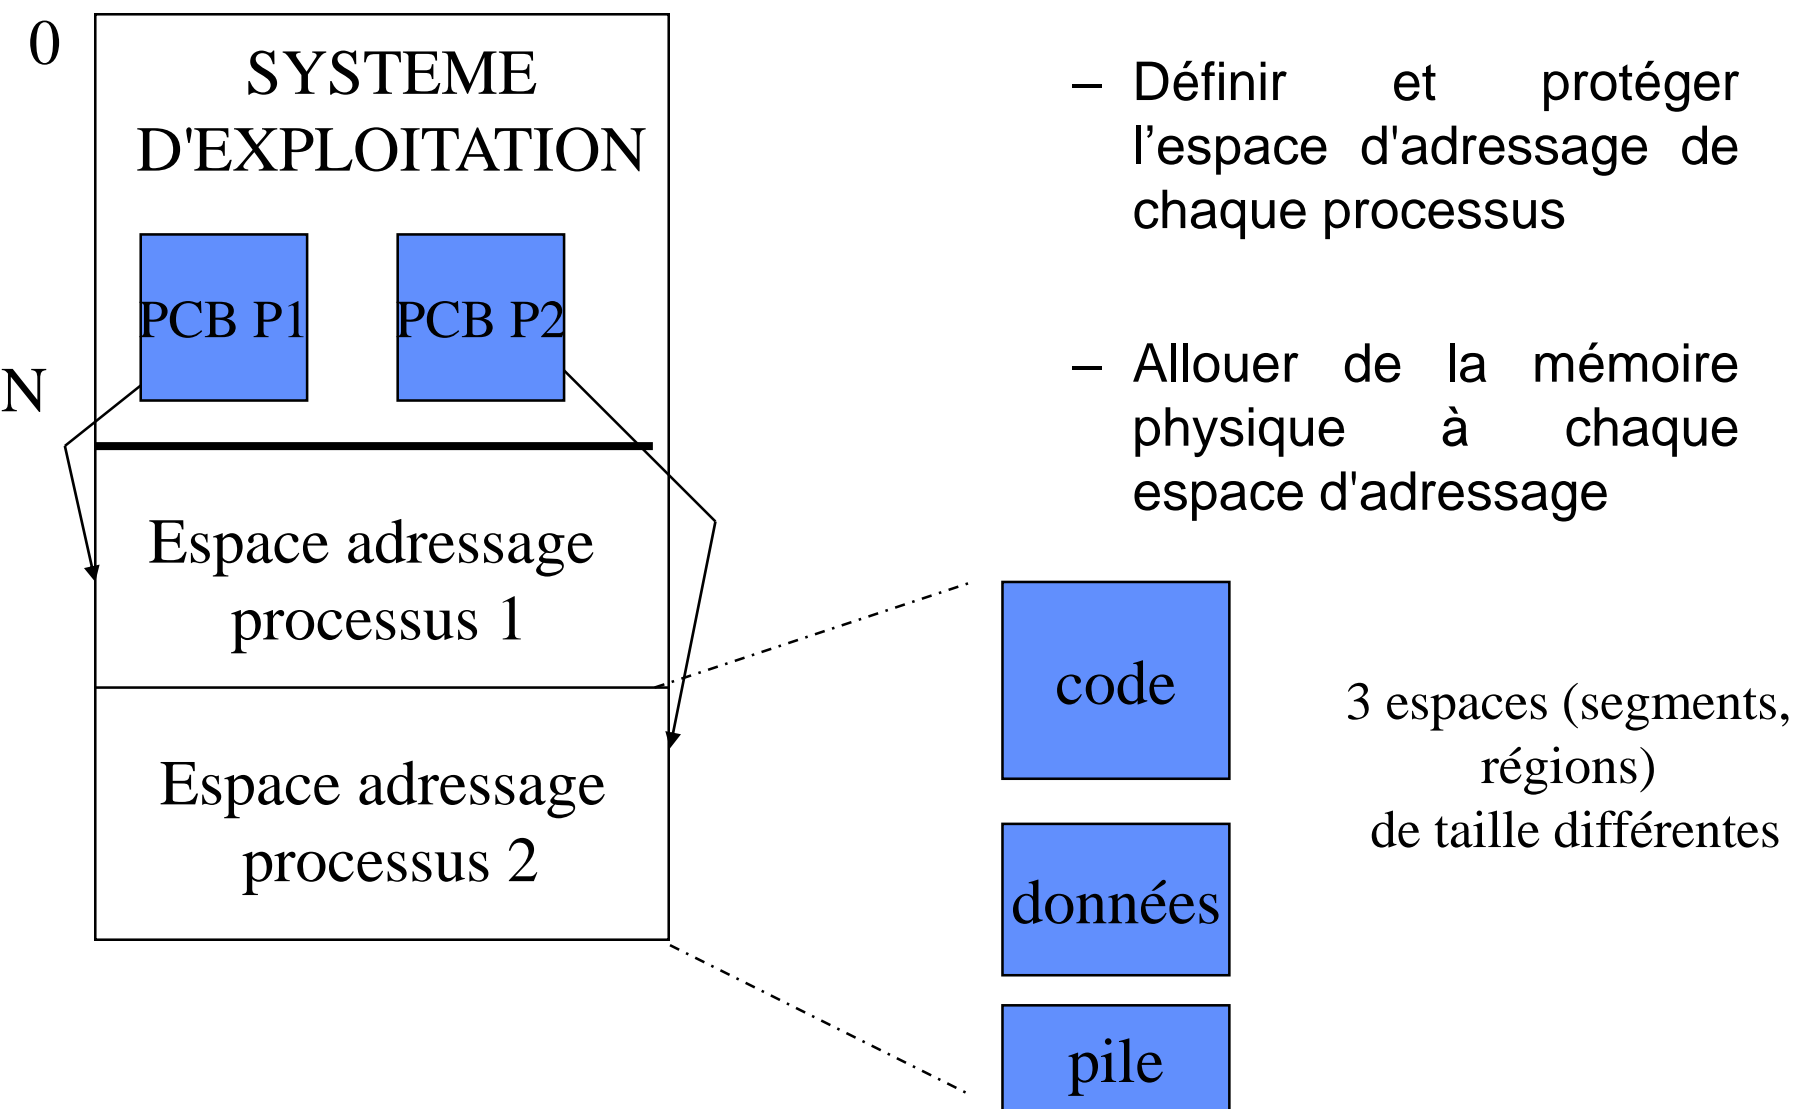 0
SYSTEME
D'EXPLOITATION
PCB P1
PCB P2
N
Espace adressage
processus 1
Espace adressage
processus 2
– Définir et protéger
l’espace d'adressage de
chaque processus
– Allouer de la mémoire
physique à chaque
espace d'adressage
code
données
pile
3 espaces (segments,
régions)
de taille différentes